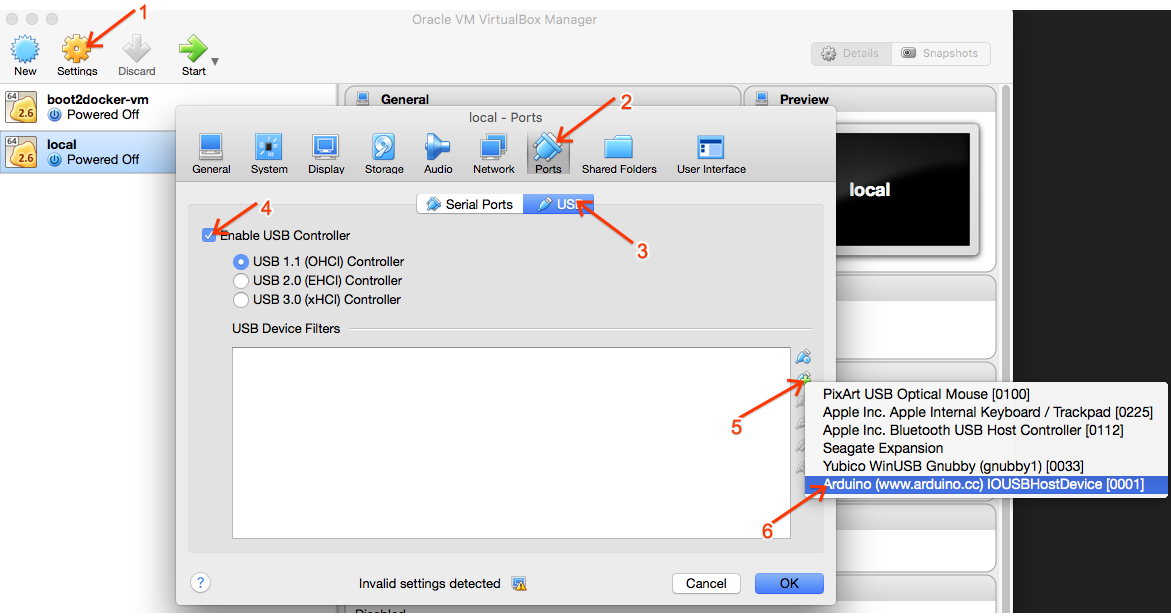 Oracle VM VirtualBox Manager
1
New
Settings
Discard
Start
Details
Snapshots
64
2.6
boot2docker-vm
Powered Off
64
2.6
local
Powered Off
General
Preview
local
local - Ports
2
General
System
Display
Storage
Audio
Network
Ports
Shared Folders
User Interface
Serial Ports
USB
3
4
Enable USB Controller
USB 1.1 (OHCI) Controller
USB 2.0 (EHCI) Controller
USB 3.0 (xHCI) Controller
USB Device Filters
5
PixArt USB Optical Mouse [0100]
Apple Inc. Apple Internal Keyboard / Trackpad [0225]
Apple Inc. Bluetooth USB Host Controller [0112]
Seagate Expansion
Yubico WinUSB Gnubby (gnubby1) [0033]
Arduino (www.arduino.cc) IOUSBHostDevice [0001]
6
?
Invalid settings detected
Cancel
OK
Disabled